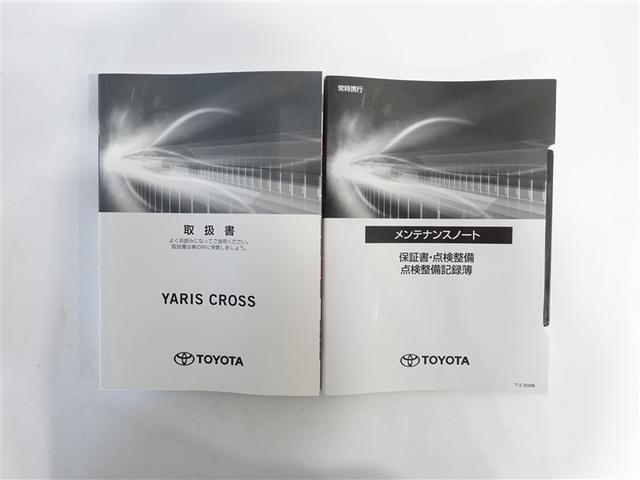 取扱書
よくお読みになってご使用ください。
取扱書は車の中に保管しましょう。
YARIS CROSS
TOYOTA
常時携行
メンテナンスノート
保証書・点検整備
点検整備記録簿
TOYOTA
T-2 32206